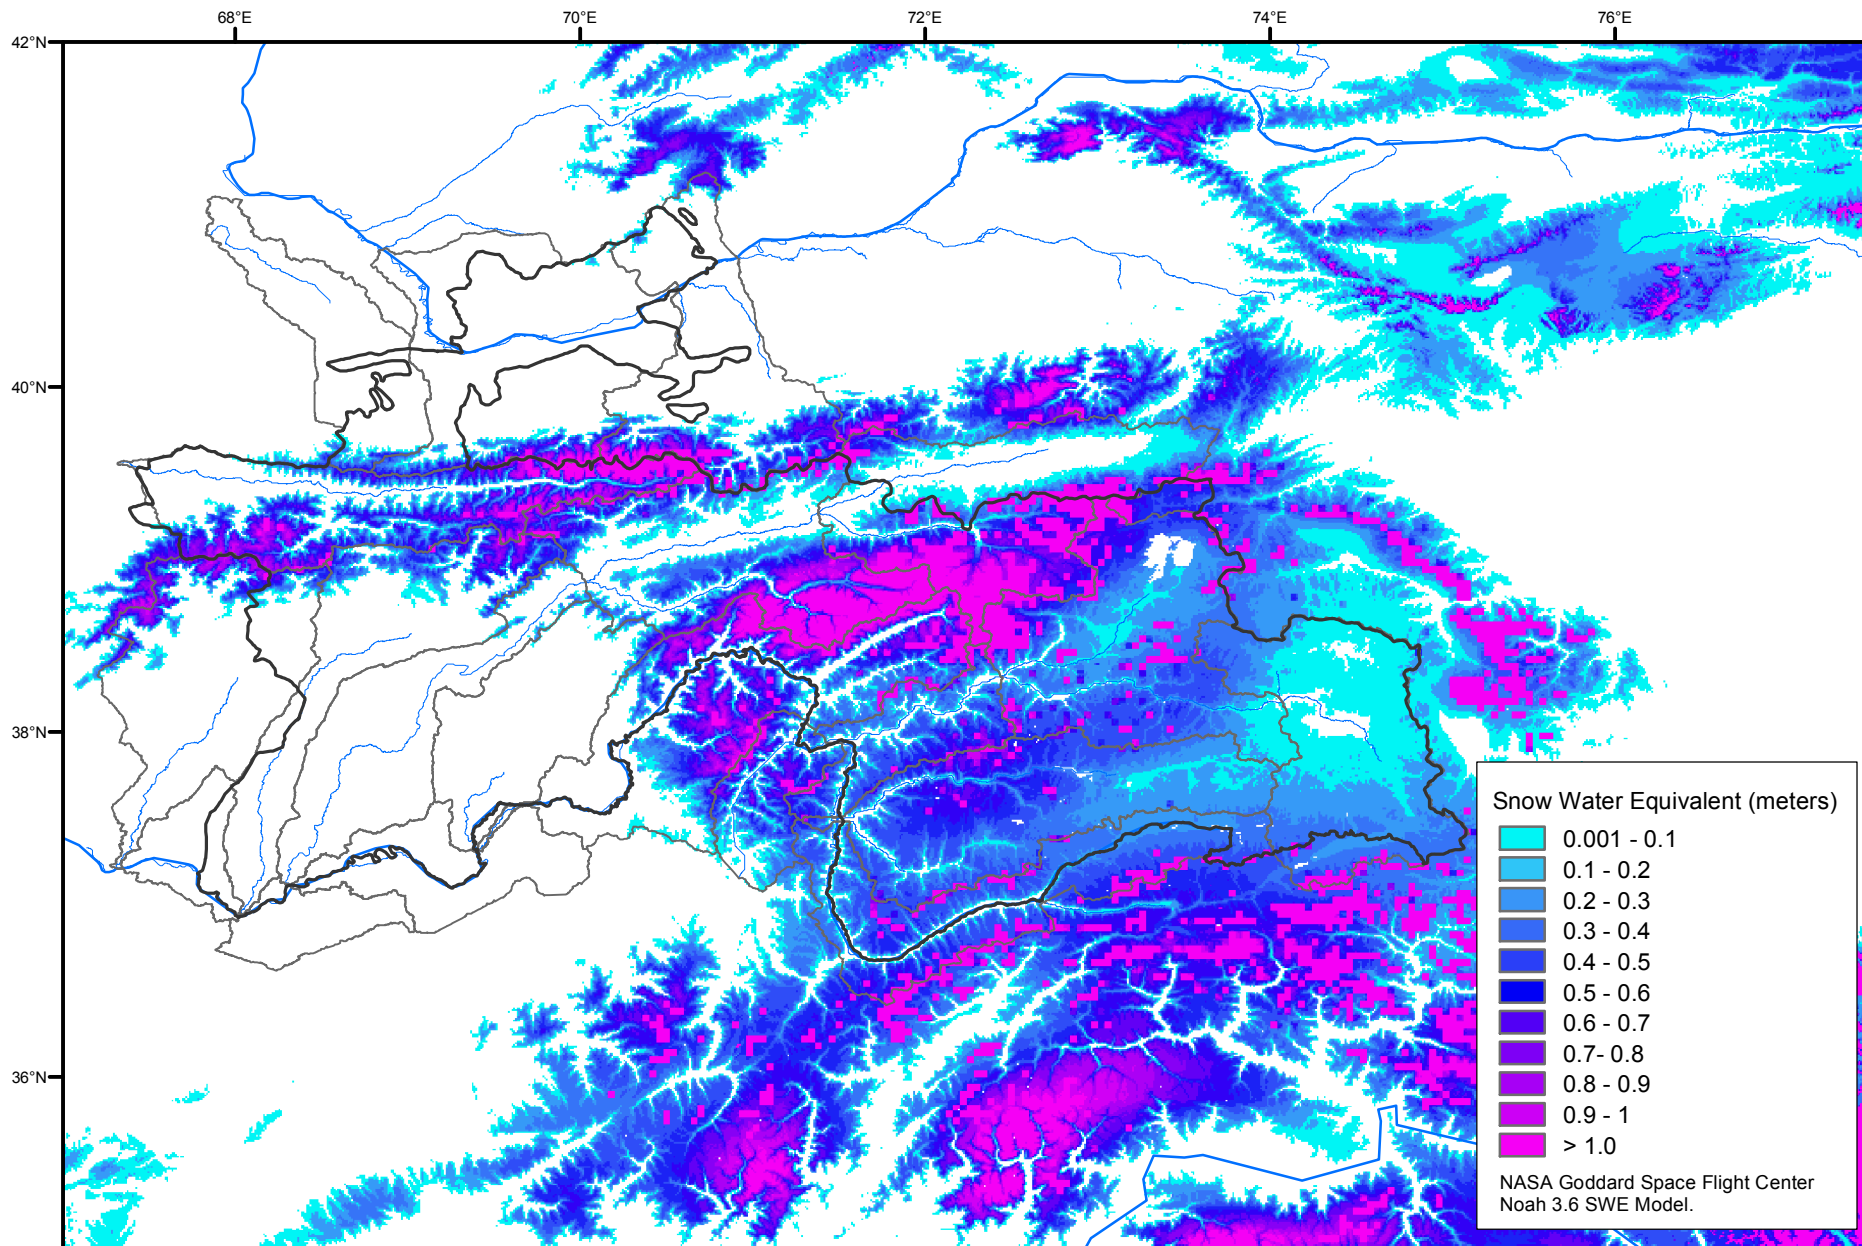 68°E 70°E 72°E 74°E 76°E
42°N
40°N
38°N
36°N
Snow Water Equivalent (meters)
0.001 - 0.1
0.1 - 0.2
0.2 - 0.3
0.3 - 0.4
0.4 - 0.5
0.5 - 0.6
0.6 - 0.7
0.7- 0.8
0.8 - 0.9
0.9 - 1
> 1.0
NASA Goddard Space Flight Center
Noah 3.6 SWE Model.